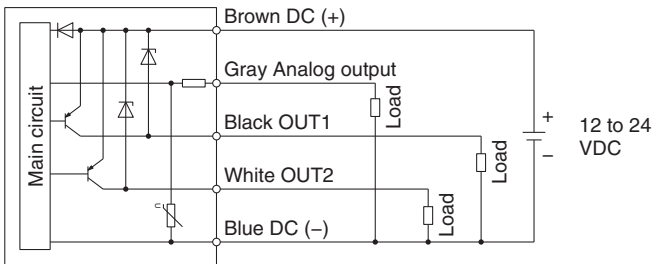 Brown DC (+)
Gray Analog output
Black OUT1
White OUT2
Blue DC (−)
Main circuit
Load
Load
Load
+
−
12 to 24
VDC